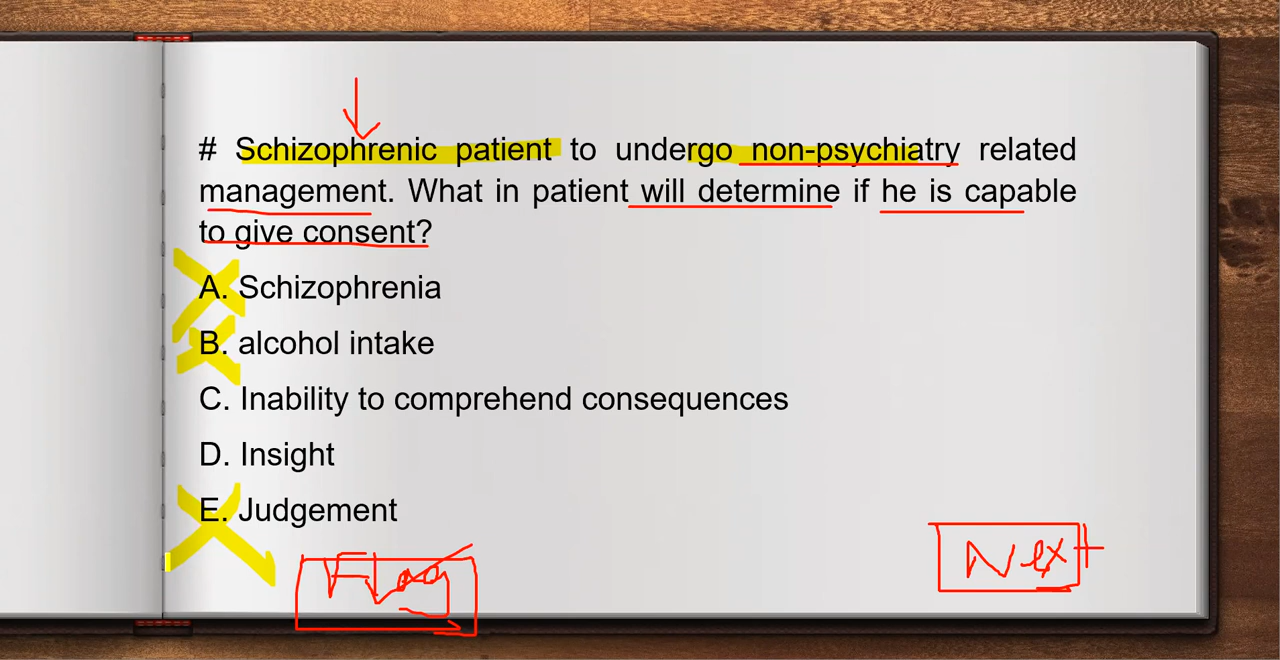 # Schizophrenic patient to undergo non-psychiatry related
management. What in patient will determine if he is capable
to give consent?
A. Schizophrenia
B. alcohol intake
C. Inability to comprehend consequences
D. Insight
E. Judgement
Flag
Next